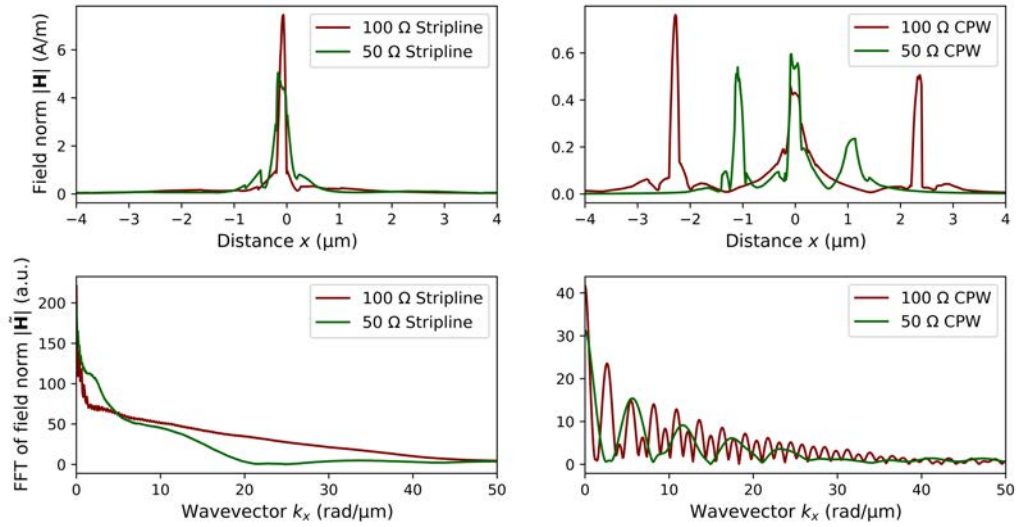 Field norm |H| (A/m)
6
4
2
0
100 Ω Stripline
50 Ω Stripline
−4 −3 −2 −1 0 1 2 3 4
Distance x (µm)
0.6
0.4
0.2
0.0
100 Ω CPW
50 Ω CPW
−4 −3 −2 −1 0 1 2 3 4
Distance x (µm)
FFT of field norm |H̃| (a.u.)
200
150
100
50
0
100 Ω Stripline
50 Ω Stripline
0 10 20 30 40 50
Wavevector kₓ (rad/µm)
40
30
20
10
0
100 Ω CPW
50 Ω CPW
0 10 20 30 40 50
Wavevector kₓ (rad/µm)